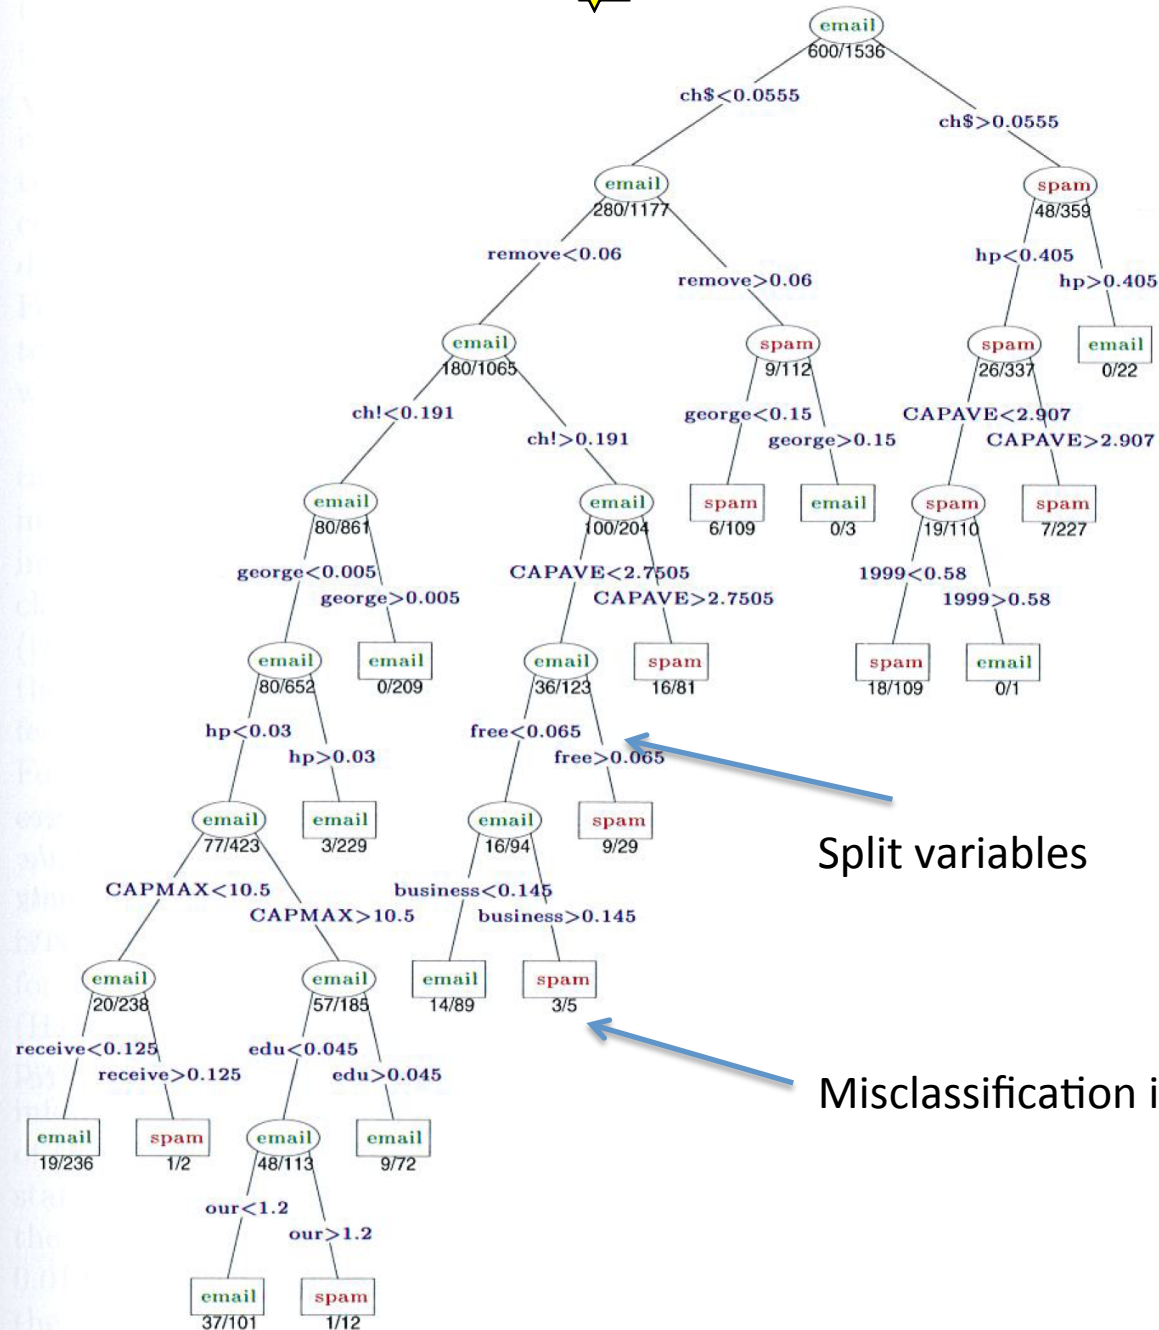 email
600/1536
ch$<0.0555
ch$>0.0555
email
280/1177
spam
48/359
remove<0.06
hp<0.405
remove>0.06
hp>0.405
email
180/1065
spam
9/112
spam
26/337
email
0/22
ch!<0.191
george<0.15
CAPAVE<2.907
ch!>0.191
george>0.15
CAPAVE>2.907
email
80/861
email
100/204
spam
6/109
email
0/3
spam
19/110
spam
7/227
george<0.005
CAPAVE<2.7505
1999<0.58
george>0.005
CAPAVE>2.7505
1999>0.58
email
80/652
email
0/209
email
36/123
spam
16/81
spam
18/109
email
0/1
hp<0.03
free<0.065
hp>0.03
free>0.065
email
77/423
email
3/229
email
16/94
spam
9/29
Split variables
CAPMAX<10.5
business<0.145
CAPMAX>10.5
business>0.145
email
20/238
email
57/185
email
14/89
spam
3/5
receive<0.125
edu<0.045
receive>0.125
edu>0.045
Misclassification i
email
19/236
spam
1/2
email
48/113
email
9/72
our<1.2
our>1.2
email
37/101
spam
1/12